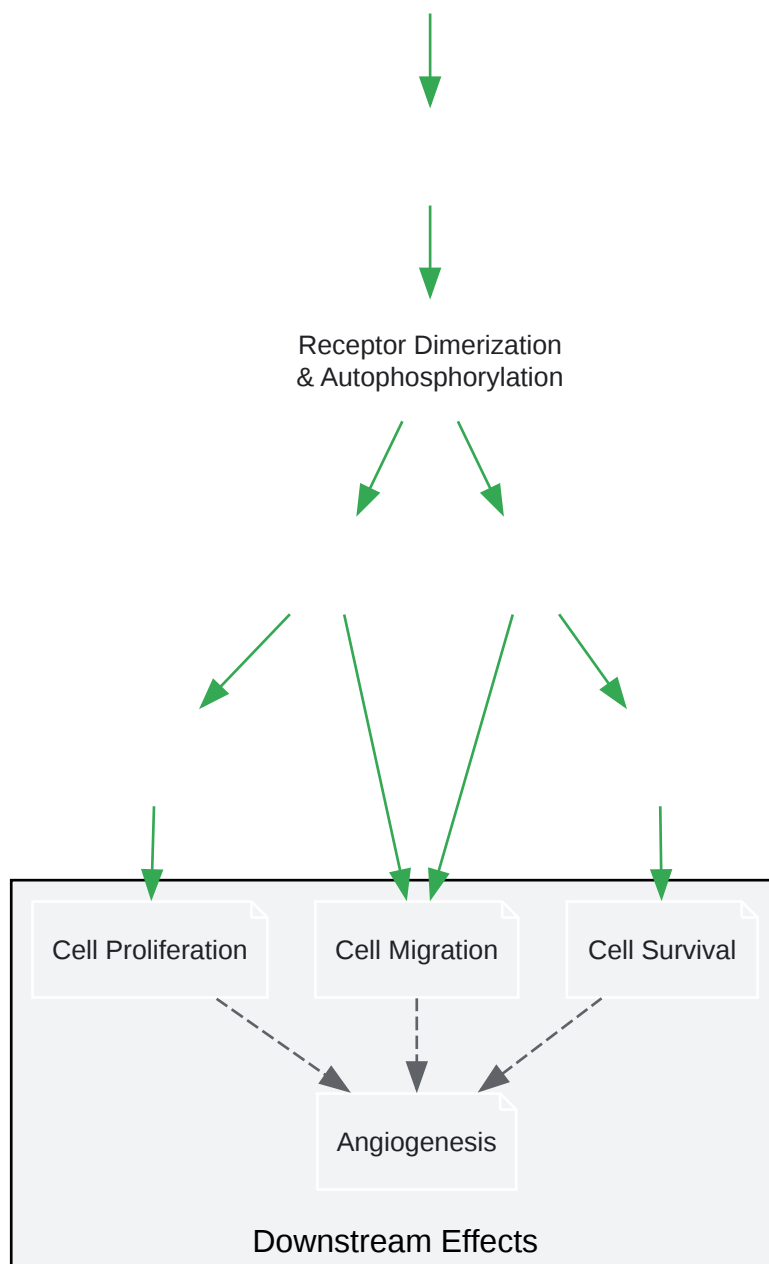 Receptor Dimerization
& Autophosphorylation
Cell Proliferation
Cell Migration
Cell Survival
Angiogenesis
Downstream Effects